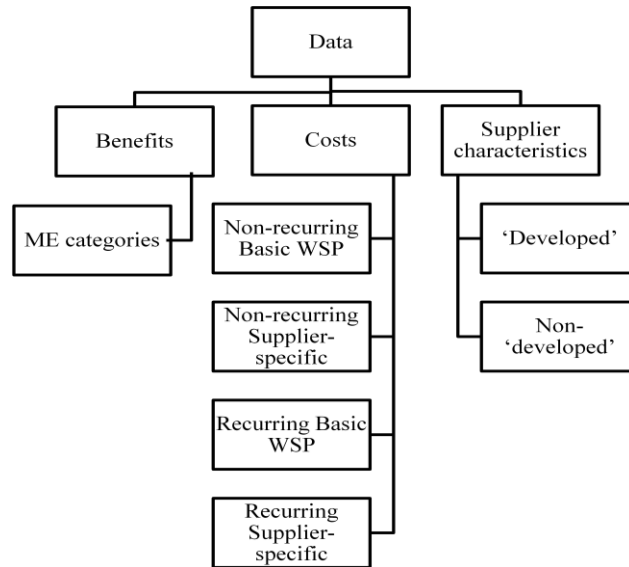 Data
Benefits
Costs
Supplier
characteristics
ME categories
Non-recurring
Basic WSP
Non-recurring
Supplier-
specific
Recurring Basic
WSP
Recurring
Supplier-
specific
‘Developed’
Non-
‘developed’